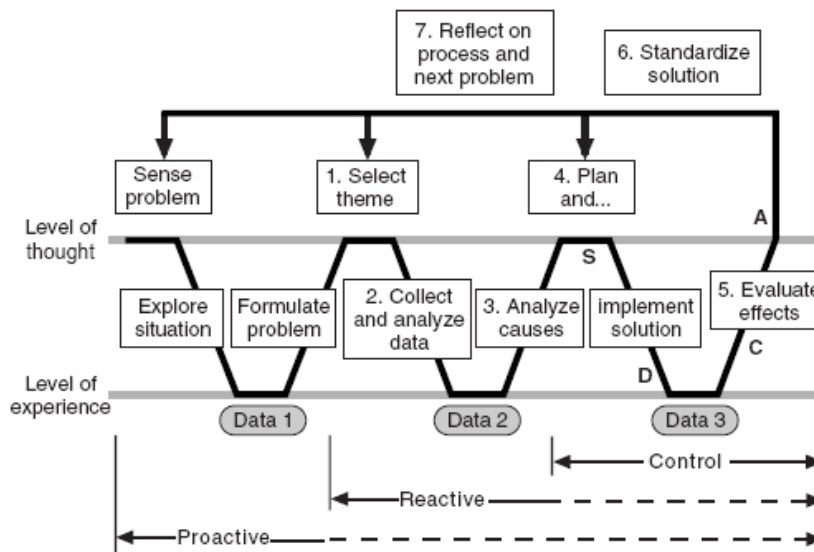 7. Reflect on
process and
next problem
6. Standardize
solution
Sense
problem
1. Select
theme
4. Plan
and...
Level of
thought
A
S
Explore
situation
Formulate
problem
2. Collect
and analyze
data
3. Analyze
causes
implement
solution
5. Evaluate
effects
C
D
Level of
experience
Data 1
Data 2
Data 3
Control
Reactive
Proactive